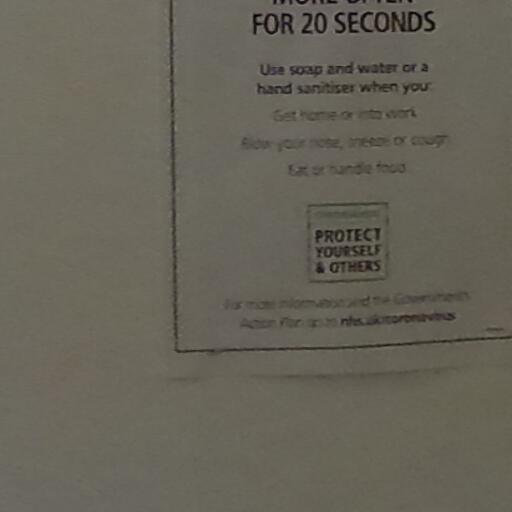 MORE OFTEN
FOR 20 SECONDS
Use soap and water or a
hand sanitiser when you:
Get home or into work
Blow your nose, sneeze or cough
Eat or handle food
PROTECT
YOURSELF
& OTHERS
For more information and the Government's
Action Plan go to nhs.uk/coronavirus